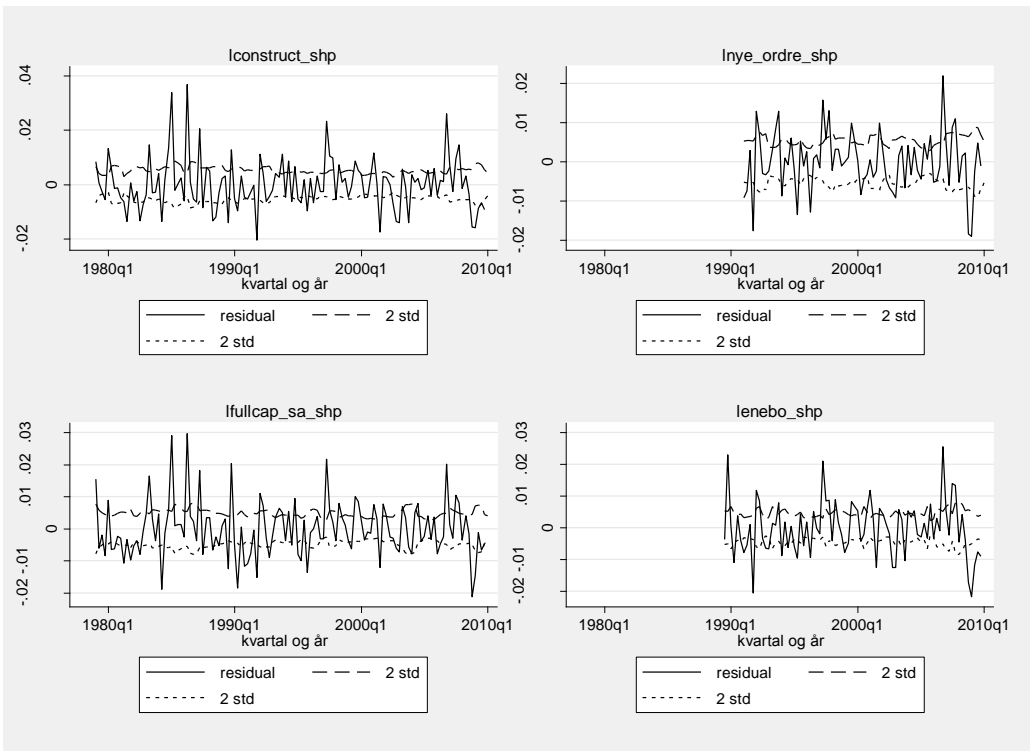 lconstruct_shp
.04
.02
0
-.02
1980q1 1990q1 2000q1 2010q1
kvartal og år
residual 2 std
2 std
lnye_ordre_shp
.02
.01
0
-.01
-.02
1980q1 1990q1 2000q1 2010q1
kvartal og år
residual 2 std
2 std
lfullcap_sa_shp
.03
.02
.01
0
-.01
-.02
1980q1 1990q1 2000q1 2010q1
kvartal og år
residual 2 std
2 std
lenebo_shp
.03
.02
.01
0
-.01
-.02
1980q1 1990q1 2000q1 2010q1
kvartal og år
residual 2 std
2 std